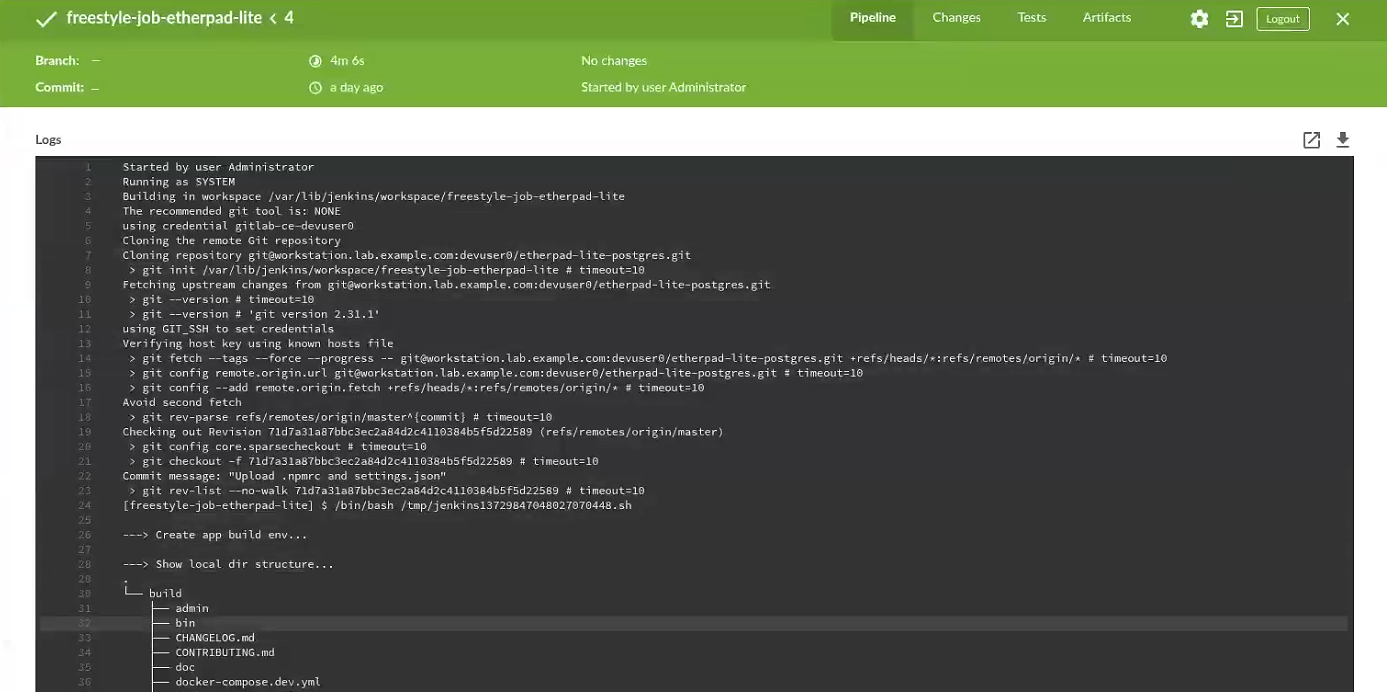 freestyle-job-etherpad-lite < 4
Pipeline
Changes
Tests
Artifacts
Logout
Branch: —
4m 6s
No changes
Commit: —
a day ago
Started by user Administrator
Logs
1 Started by user Administrator
2 Running as SYSTEM
3 Building in workspace /var/lib/jenkins/workspace/freestyle-job-etherpad-lite
4 The recommended git tool is: NONE
5 using credential gitlab-ce-devuser0
6 Cloning the remote Git repository
7 Cloning repository git@workstation.lab.example.com:devuser0/etherpad-lite-postgres.git
8 > git init /var/lib/jenkins/workspace/freestyle-job-etherpad-lite # timeout=10
9 Fetching upstream changes from git@workstation.lab.example.com:devuser0/etherpad-lite-postgres.git
10 > git --version # timeout=10
11 > git --version # 'git version 2.31.1'
12 using GIT_SSH to set credentials
13 Verifying host key using known hosts file
14 > git fetch --tags --force --progress -- git@workstation.lab.example.com:devuser0/etherpad-lite-postgres.git +refs/heads/*:refs/remotes/origin/* # timeout=10
15 > git config remote.origin.url git@workstation.lab.example.com:devuser0/etherpad-lite-postgres.git # timeout=10
16 > git config --add remote.origin.fetch +refs/heads/*:refs/remotes/origin/* # timeout=10
17 Avoid second fetch
18 > git rev-parse refs/remotes/origin/master^{commit} # timeout=10
19 Checking out Revision 71d7a31a87bbc3ec2a84d2c4110384b5f5d22589 (refs/remotes/origin/master)
20 > git config core.sparsecheckout # timeout=10
21 > git checkout -f 71d7a31a87bbc3ec2a84d2c4110384b5f5d22589 # timeout=10
22 Commit message: "Upload .npmrc and settings.json"
23 > git rev-list --no-walk 71d7a31a87bbc3ec2a84d2c4110384b5f5d22589 # timeout=10
24 [freestyle-job-etherpad-lite] $ /bin/bash /tmp/jenkins13729847048027070448.sh
25
26 ---> Create app build env...
27
28 ---> Show local dir structure...
29 .
30 └── build
31 ├── admin
32 ├── bin
33 ├── CHANGELOG.md
34 ├── CONTRIBUTING.md
35 ├── doc
36 ├── docker-compose.dev.yml